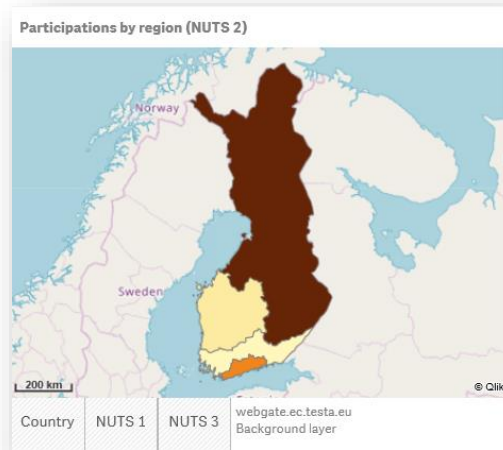 Participations by region (NUTS 2)
Norway
Sweden
200 km
© Qlik
Country
NUTS 1
NUTS 3
webgate.ec.testa.eu
Background layer